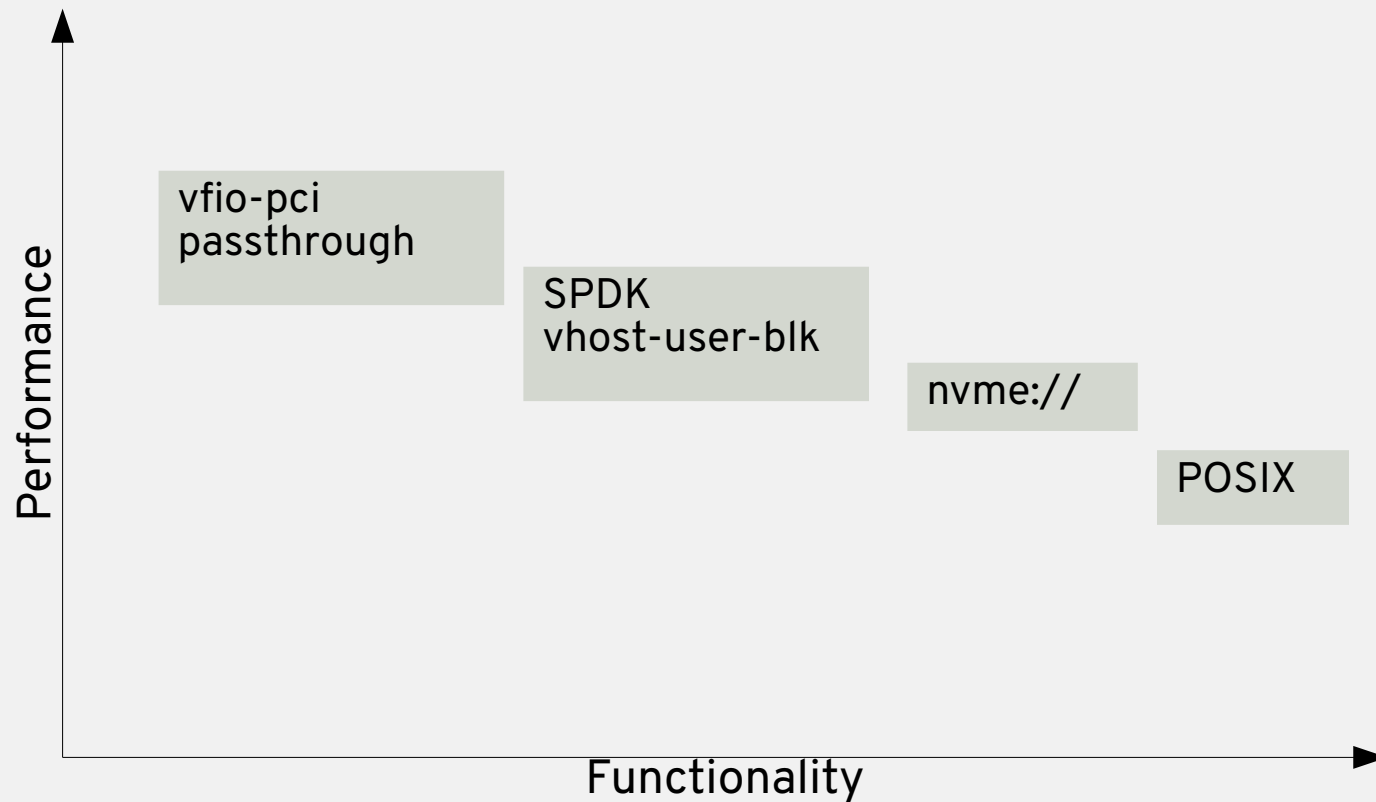 Performance
vfio-pci
passthrough
SPDK
vhost-user-blk
nvme://
POSIX
Functionality